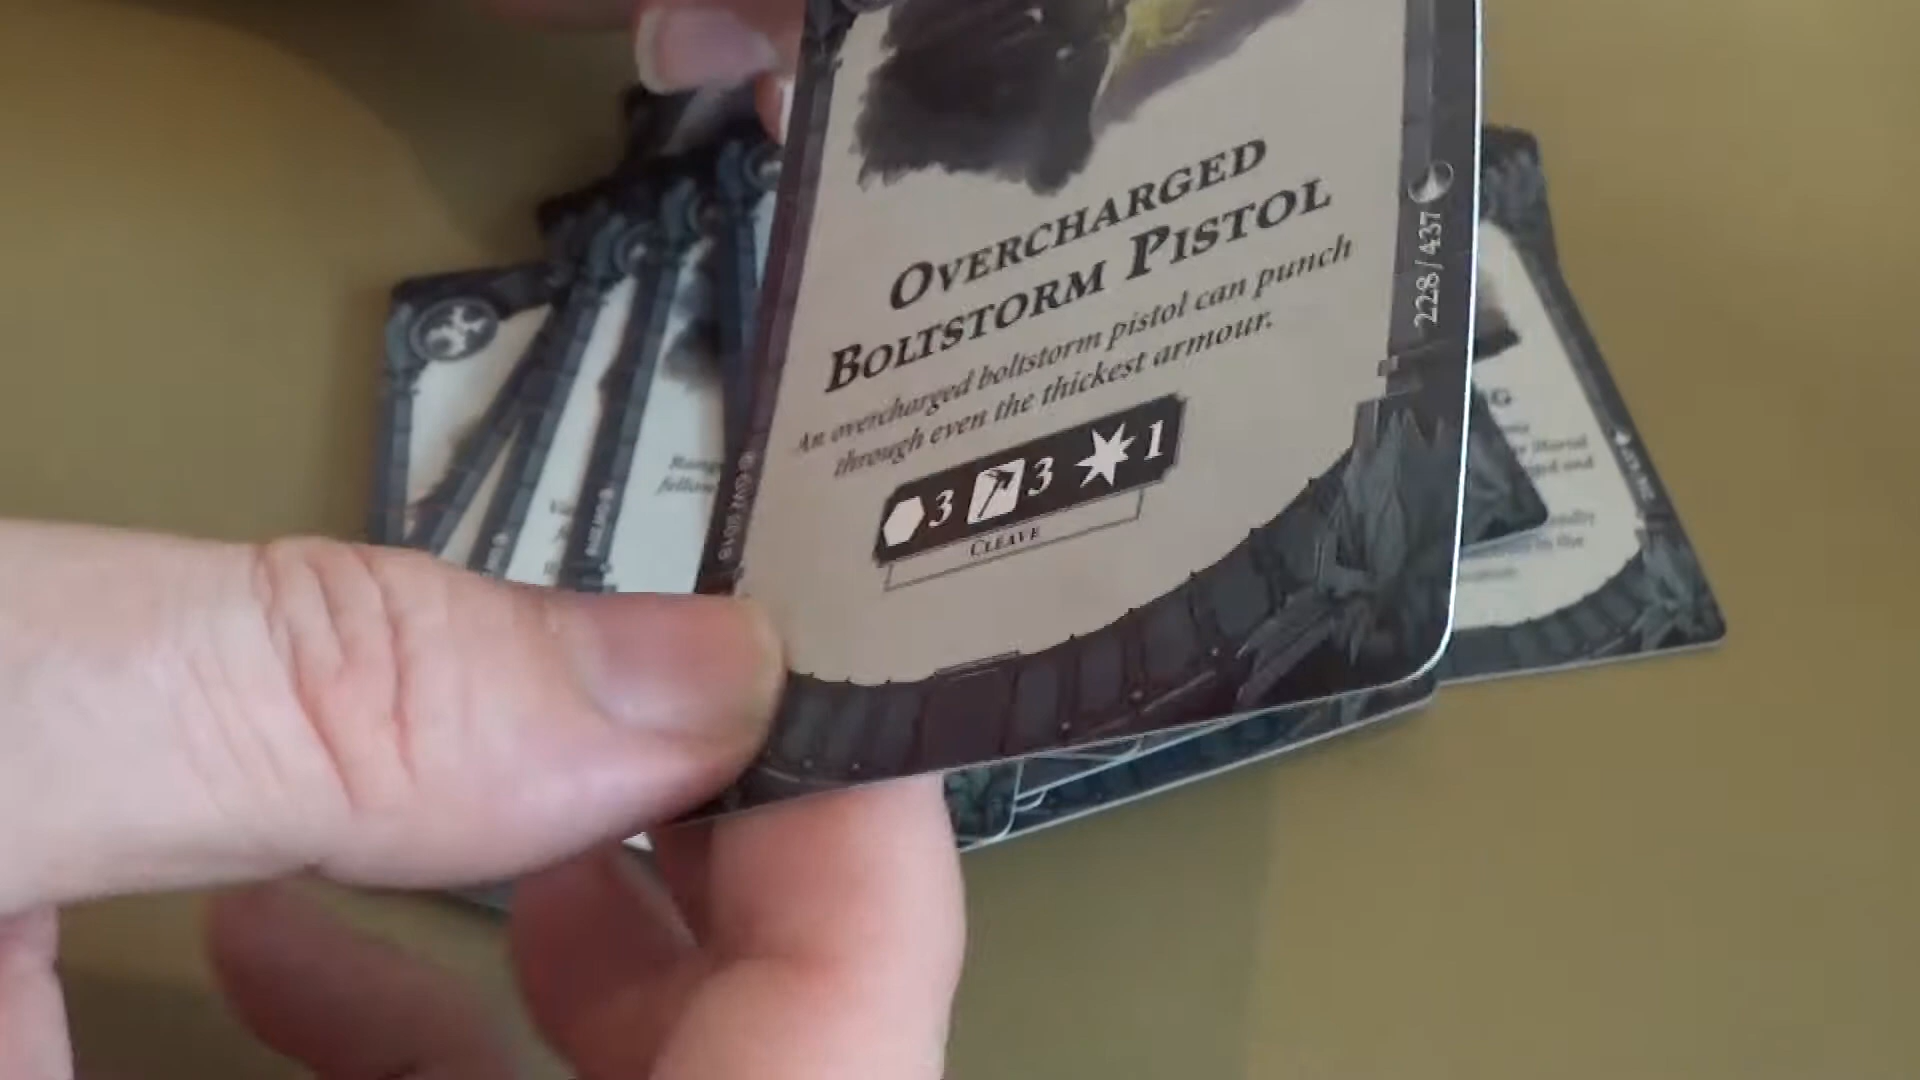 OVERCHARGED
BOLTSTORM PISTOL
An overcharged boltstorm pistol can punch
through even the thickest armour.
3 3 1
CLEAVE
228/437